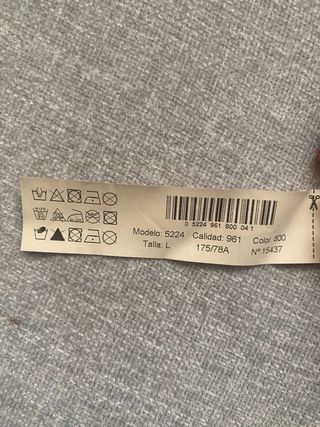 0 5224 961 800 04 1
Modelo: 5224 Calidad: 961 Color: 800
Talla: L 175/78A Nº 15437